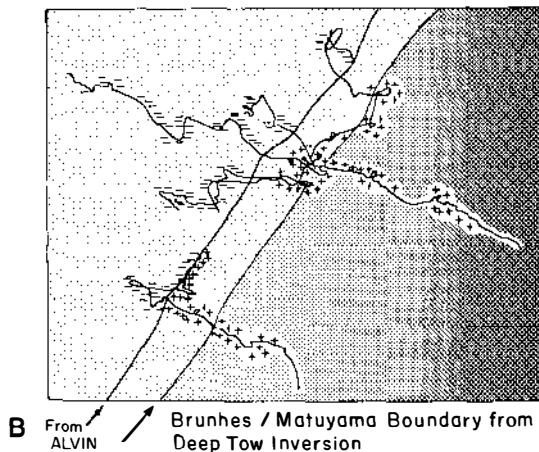 B From ALVIN
Brunhes / Matuyama Boundary from
Deep Tow Inversion